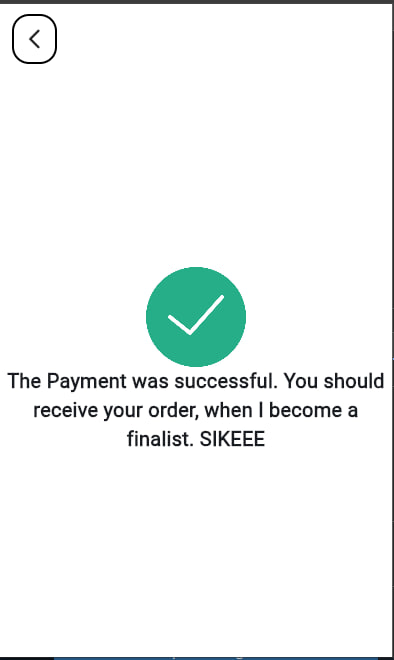 The Payment was successful. You should
receive your order, when I become a
finalist. SIKEEE